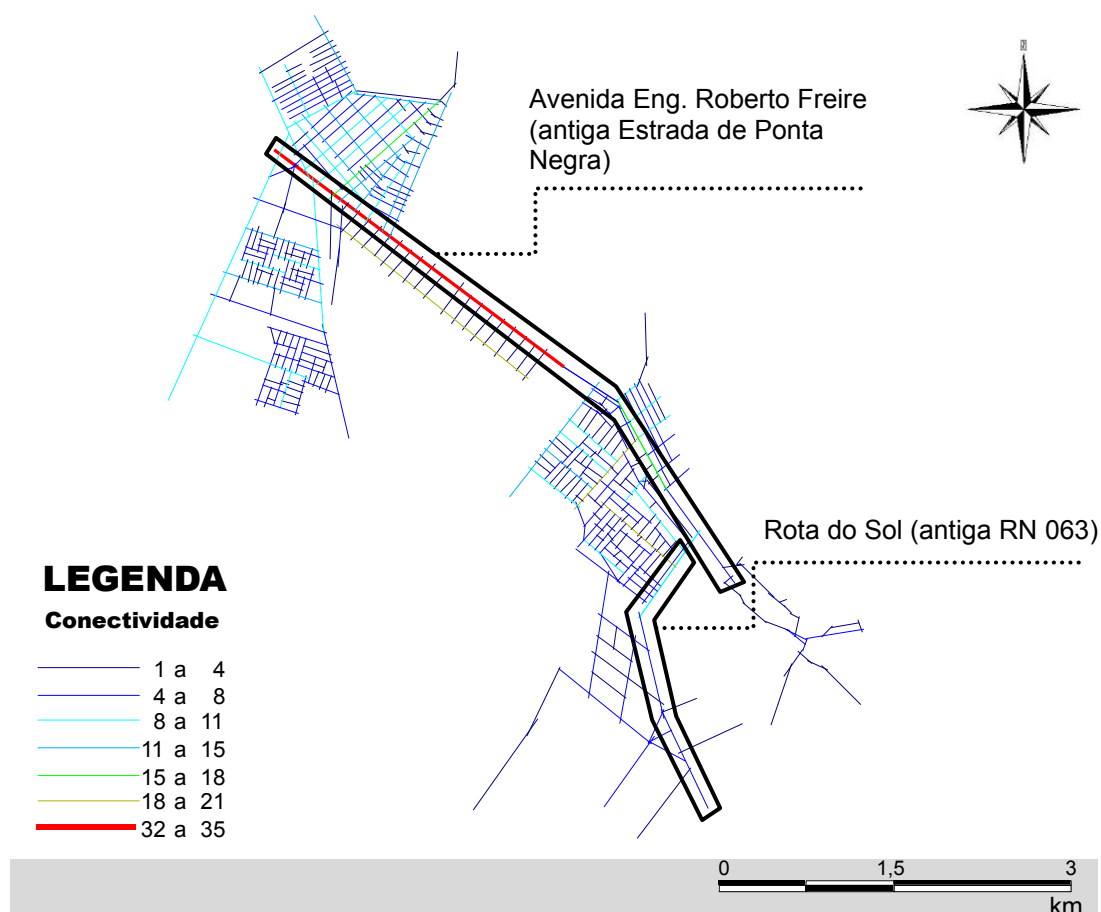 Avenida Eng. Roberto Freire
(antiga Estrada de Ponta
Negra)
Rota do Sol (antiga RN 063)
LEGENDA
Conectividade
1 a 4
4 a 8
8 a 11
11 a 15
15 a 18
18 a 21
32 a 35
0 1,5 3
km